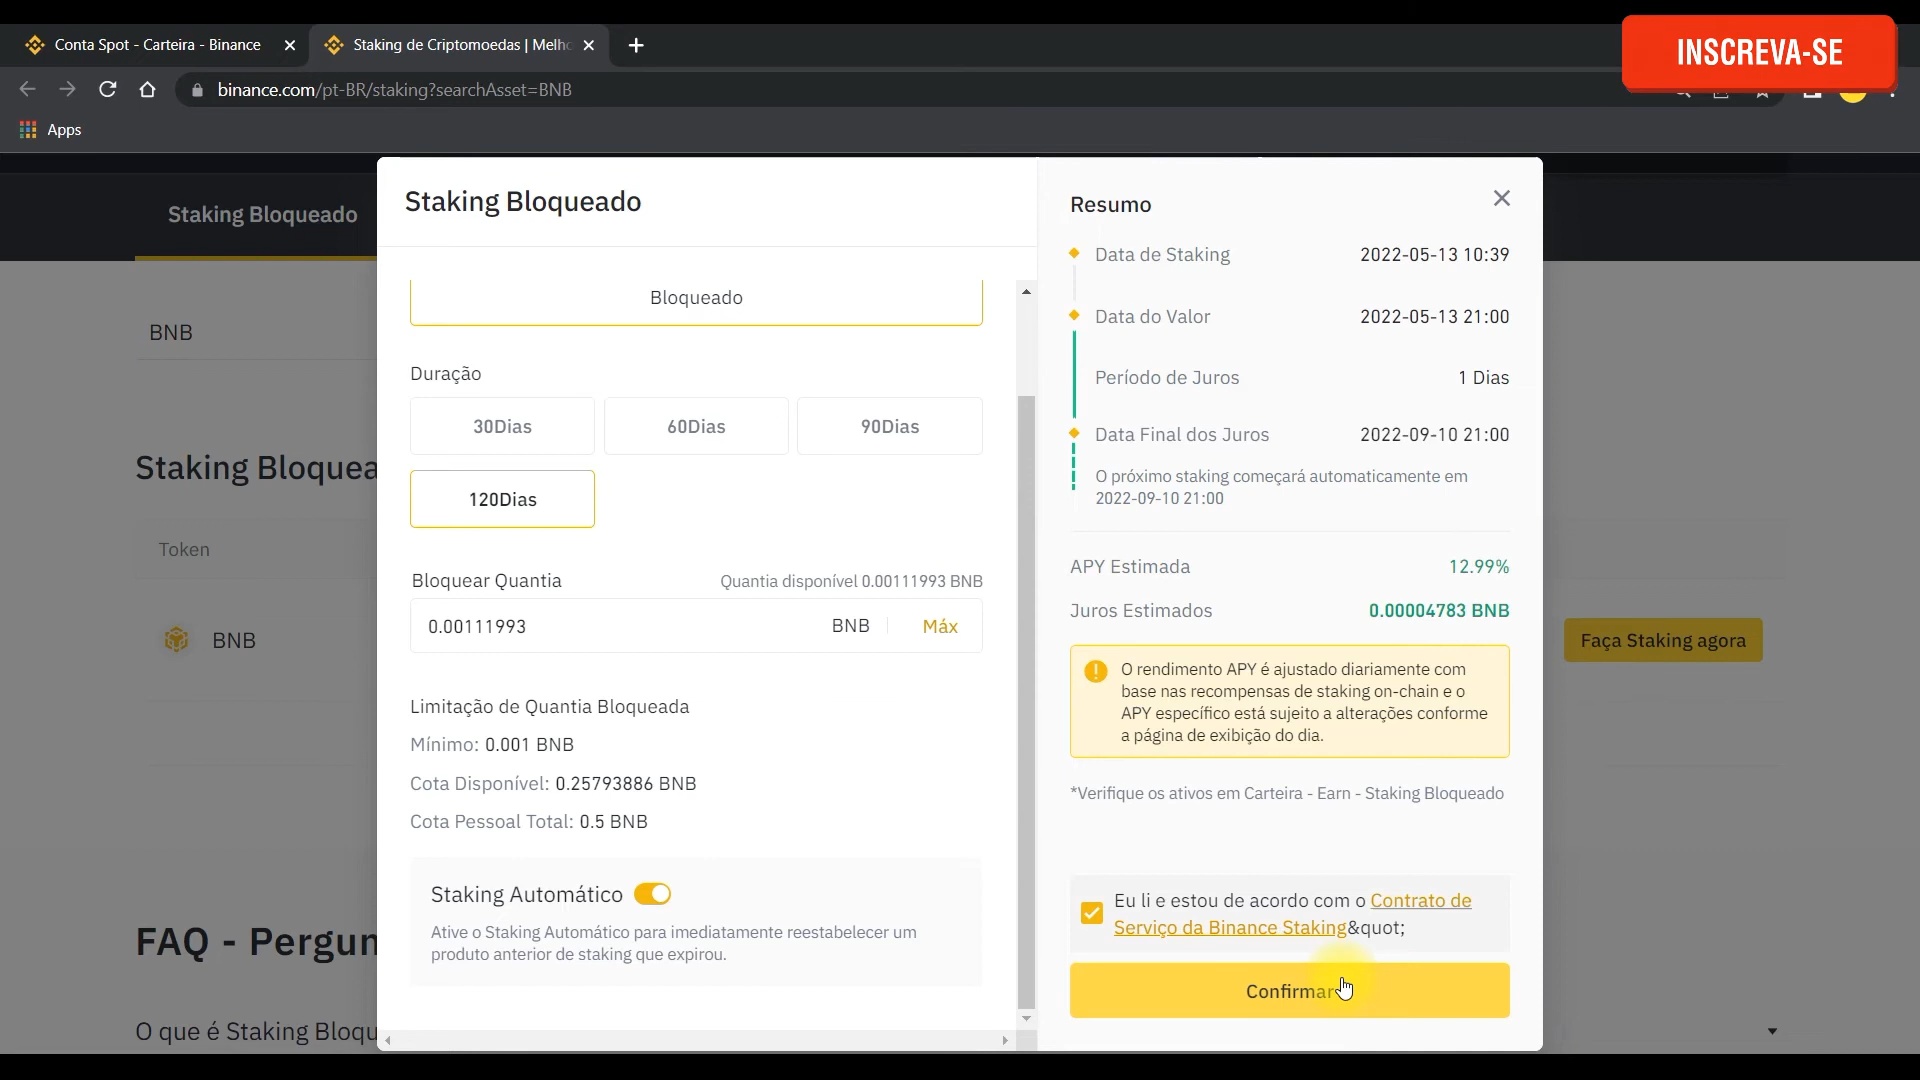 Conta Spot - Carteira - Binance
Staking de Criptomoedas | Melh
INSCREVA-SE
binance.com/pt-BR/staking?searchAsset=BNB
Apps
Staking Bloqueado
BNB
Staking Bloquea
Token
BNB
Faça Staking agora
FAQ - Pergun
O que é Staking Bloqu
Staking Bloqueado
Bloqueado
Duração
30Dias
60Dias
90Dias
120Dias
Bloquear Quantia
Quantia disponível 0.00111993 BNB
0.00111993
BNB
Máx
Limitação de Quantia Bloqueada
Mínimo: 0.001 BNB
Cota Disponível: 0.25793886 BNB
Cota Pessoal Total: 0.5 BNB
Staking Automático
Ative o Staking Automático para imediatamente reestabelecer um
produto anterior de staking que expirou.
Resumo
Data de Staking
2022-05-13 10:39
Data do Valor
2022-05-13 21:00
Período de Juros
1 Dias
Data Final dos Juros
2022-09-10 21:00
O próximo staking começará automaticamente em
2022-09-10 21:00
APY Estimada
12.99%
Juros Estimados
0.00004783 BNB
O rendimento APY é ajustado diariamente com
base nas recompensas de staking on-chain e o
APY específico está sujeito a alterações conforme
a página de exibição do dia.
*Verifique os ativos em Carteira - Earn - Staking Bloqueado
Eu li e estou de acordo com o Contrato de
Serviço da Binance Staking&quot;
Confirmar